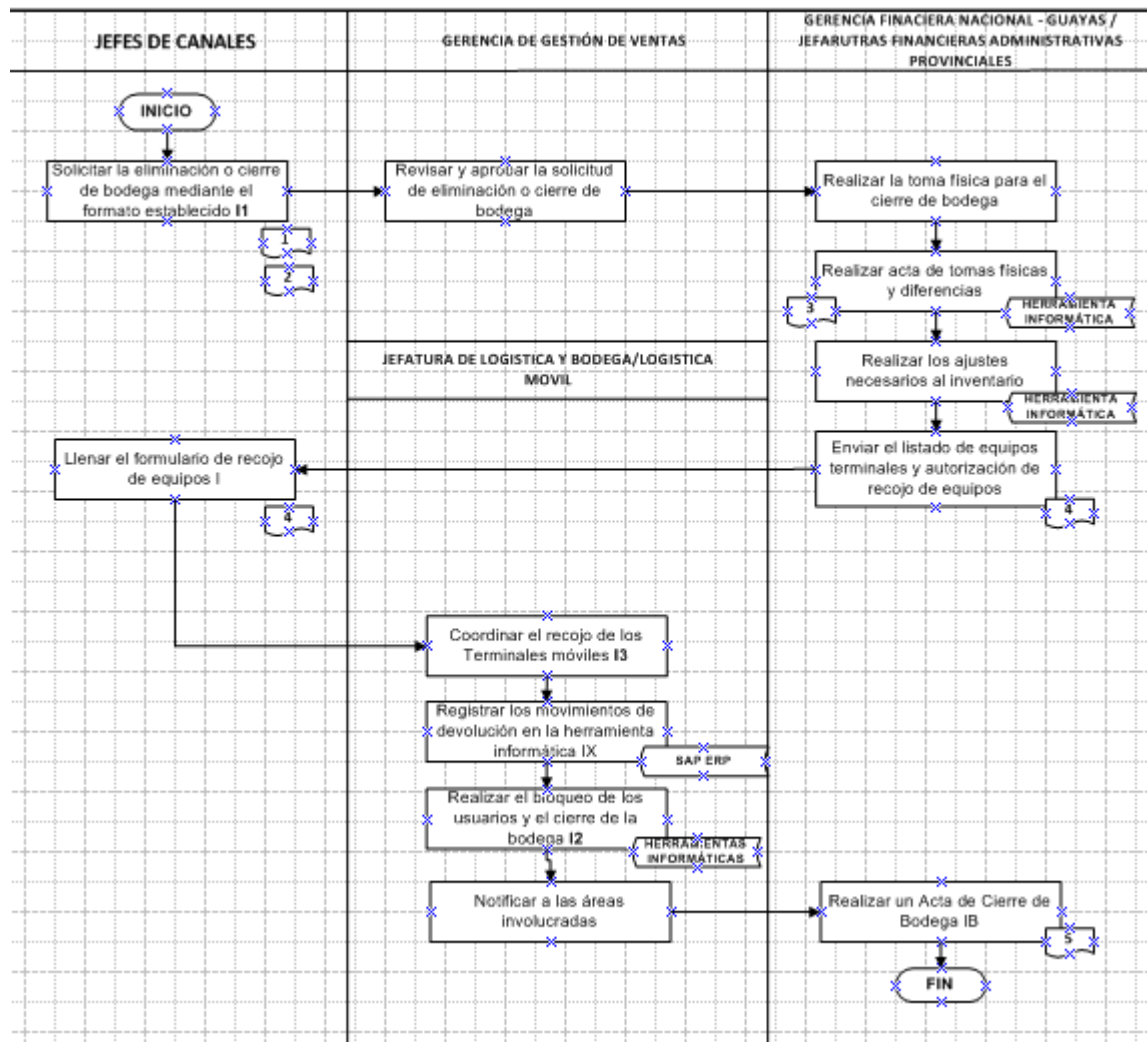 JEFES DE CANALES
GERENCIA DE GESTIÓN DE VENTAS
GERENCÍA FINACÍERA NACIONAL - GUAYAS /
JEFARUTRAS FINANCIERAS ADMINISTRATIVAS
PROVINCIALES
INICIO
Solicitar la eliminación o cierre
de bodega mediante el
formato establecido I1
1
2
Revisar y aprobar la solicitud
de eliminación o cierre de
bodega
Realizar la toma física para el
cierre de bodega
Realizar acta de tomas físicas
y diferencias
3
HERRAMIENTA
INFORMÁTICA
JEFATURA DE LOGISTICA Y BODEGA/LOGISTICA
MOVIL
Realizar los ajustes
necesarios al inventario
HERRAMIENTA
INFORMÁTICA
Llenar el formulario de recojo
de equipos I
4
Enviar el listado de equipos
terminales y autorización de
recojo de equipos
4
Coordinar el recojo de los
Terminales móviles I3
Registrar los movimientos de
devolución en la herramienta
informática IX
SAP ERP
Realizar el bloqueo de los
usuarios y el cierre de la
bodega I2
HERRAMIENTAS
INFORMÁTICAS
Notificar a las áreas
involucradas
Realizar un Acta de Cierre de
Bodega IB
5
FIN